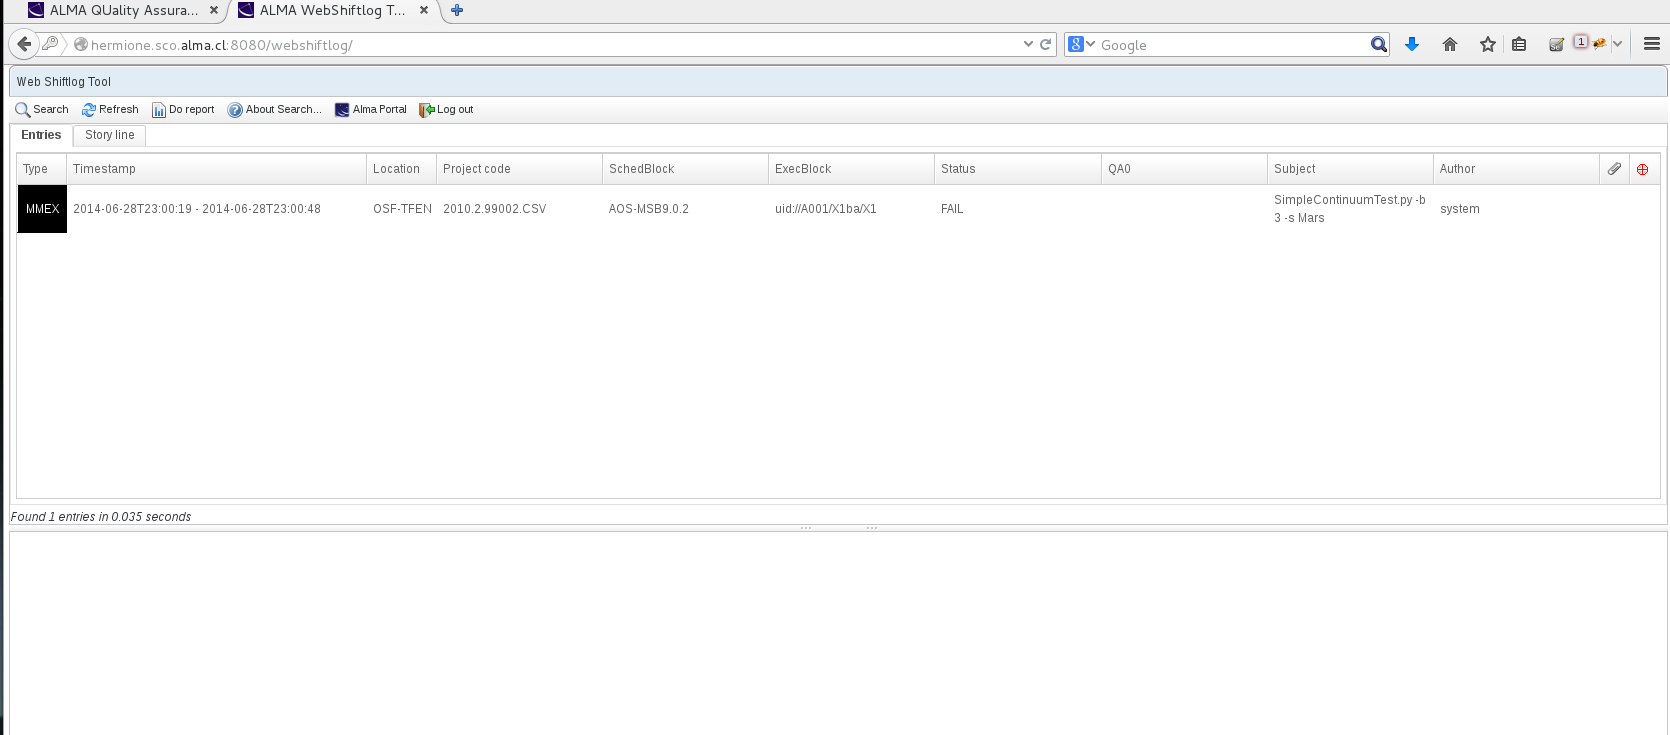 ALMA QUality Assura...
ALMA WebShiftlog T...
hermione.sco.alma.cl:8080/webshiftlog/
8
Google
1
Web Shiftlog Tool
Search Refresh Do report About Search... Alma Portal Log out
Entries Story line
Type Timestamp Location Project code SchedBlock ExecBlock Status QA0 Subject Author
MMEX 2014-06-28T23:00:19 - 2014-06-28T23:00:48 OSF-TFEN 2010.2.99002.CSV AOS-MSB9.0.2 uid://A001/X1ba/X1 FAIL SimpleContinuumTest.py -b system
3 -s Mars
Found 1 entries in 0.035 seconds